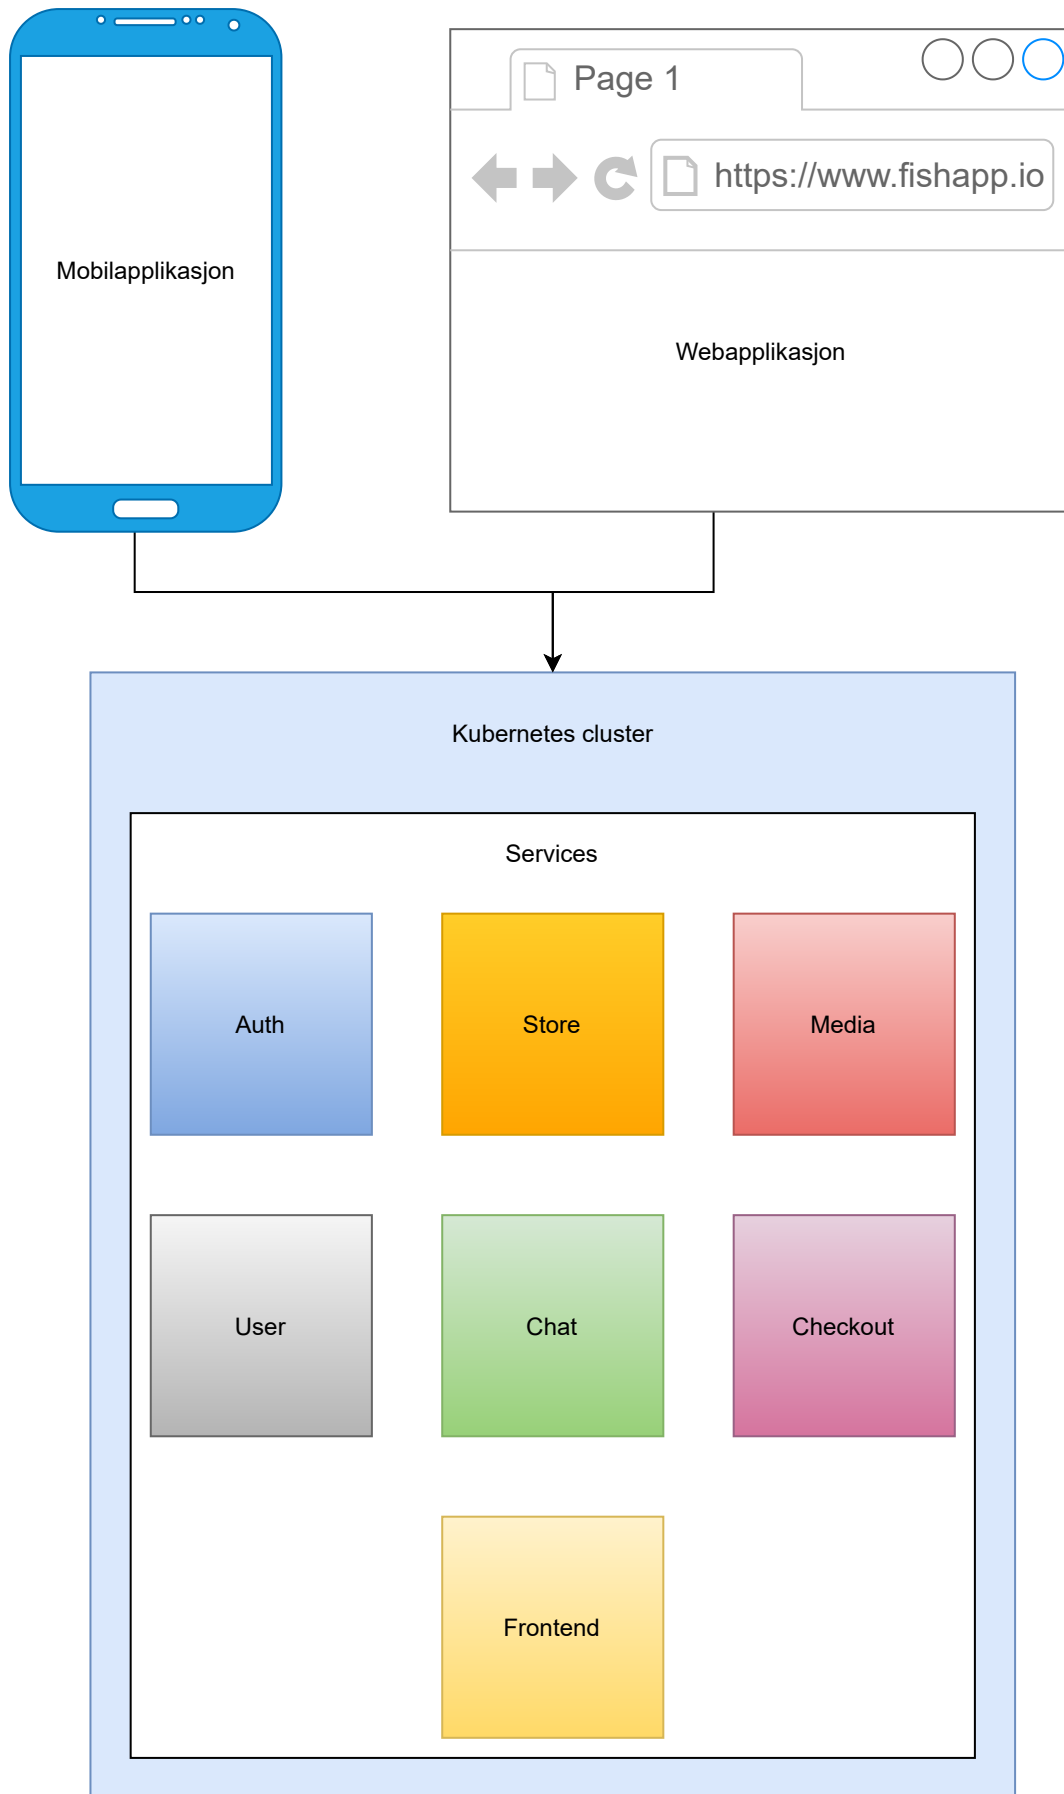 Page 1
https://www.fishapp.io
Mobilapplikasjon
Webapplikasjon
Kubernetes cluster
Services
Auth
Store
Media
User
Chat
Checkout
Frontend